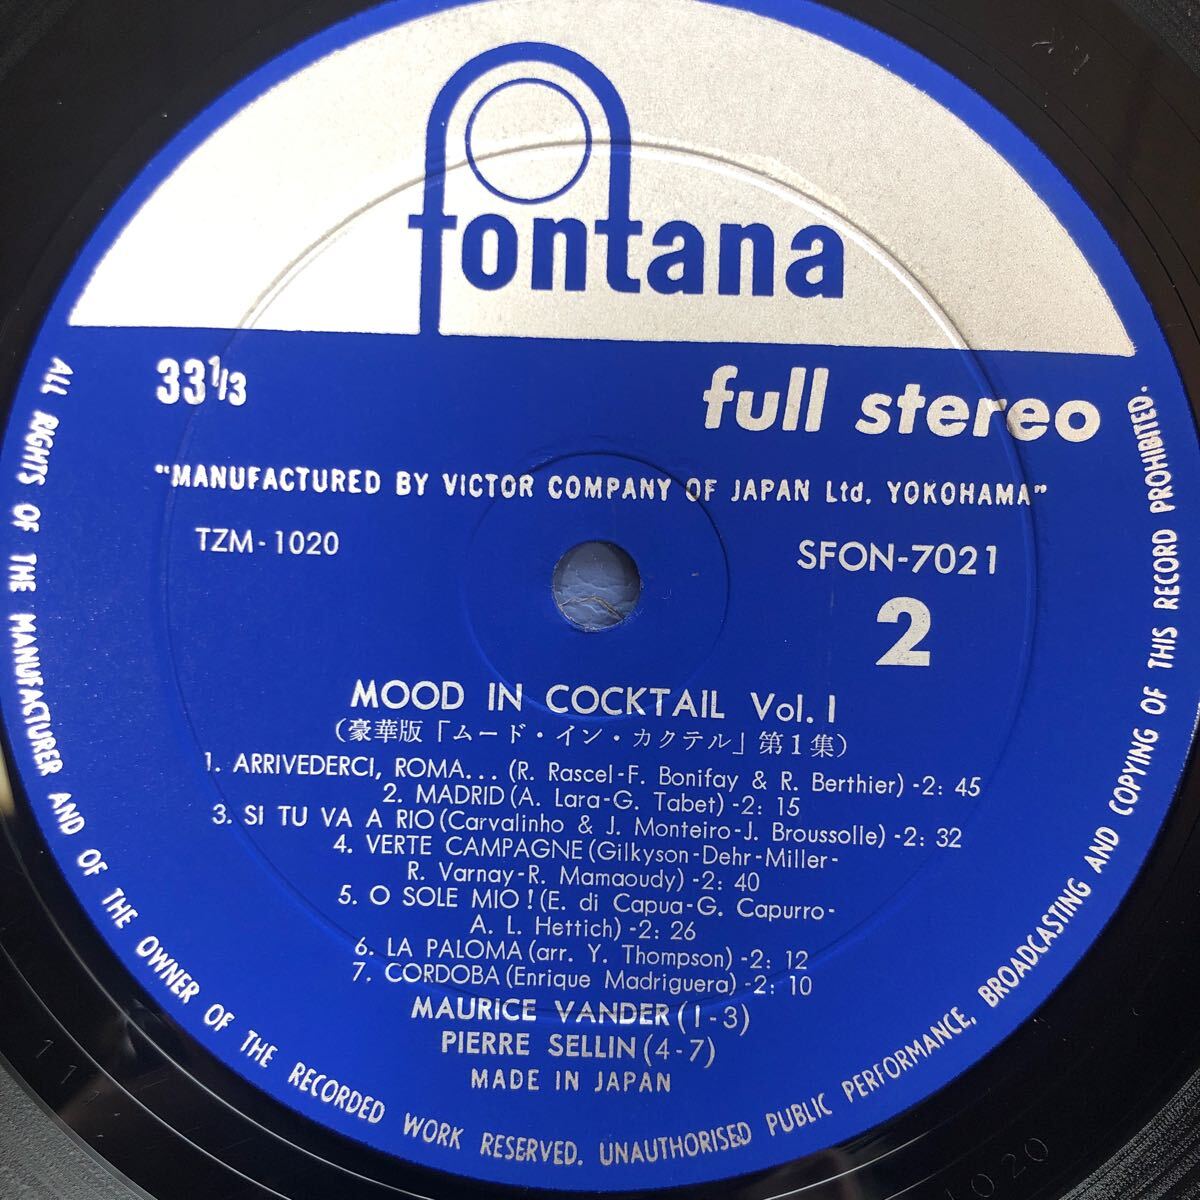 fontana
33 1/3
full stereo
"MANUFACTURED BY VICTOR COMPANY OF JAPAN Ltd. YOKOHAMA"
TZM-1020
SFON-7021
2
MOOD IN COCKTAIL Vol. 1
(豪華版「ムード・イン・カクテル」第1集)
1. ARRIVEDERCI, ROMA... (R. Rascel-F. Bonifay & R. Berthier)-2: 45
2. MADRID(A. Lara-G. Tabet)-2: 15
3. SI TU VA A RIO(Carvalinho & J. Monteiro-J. Broussolle)-2: 32
4. VERTE CAMPAGNE(Gilkyson-Dehr-Miller-
R. Varnay-R. Mamaoudy)-2: 40
5. O SOLE MIO!(E. di Capua-G. Capurro-
A. L. Hettich)-2: 26
6. LA PALOMA(arr. Y. Thompson)-2: 12
7. CORDOBA(Enrique Madriguera)-2: 10
MAURICE VANDER(1-3)
PIERRE SELLIN(4-7)
MADE IN JAPAN
ALL RIGHTS OF THE MANUFACTURER AND OF THE OWNER OF THE RECORDED WORK RESERVED. UNAUTHORISED PUBLIC PERFORMANCE, BROADCASTING AND COPYING OF THIS RECORD PROHIBITED.